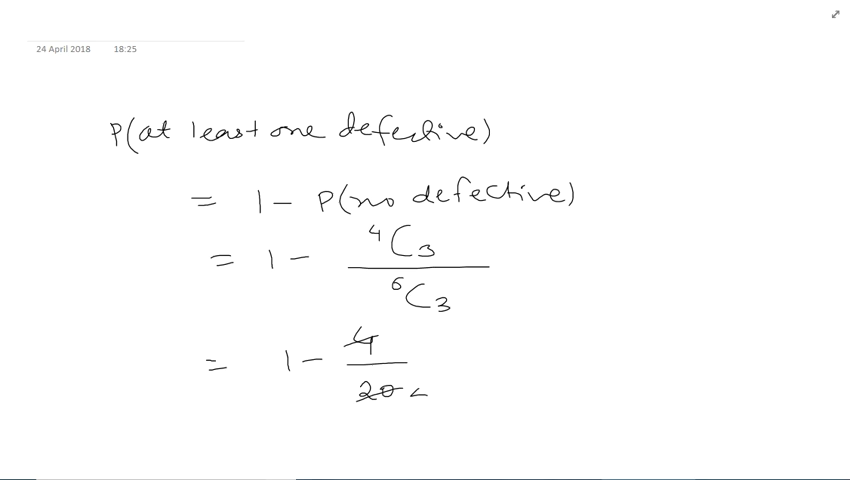 24 April 2018 18:25
P(at least one defective)
= 1 - P(no defective)
= 1 - ⁴C₃ / ⁶C₃
= 1 - 4 / 20